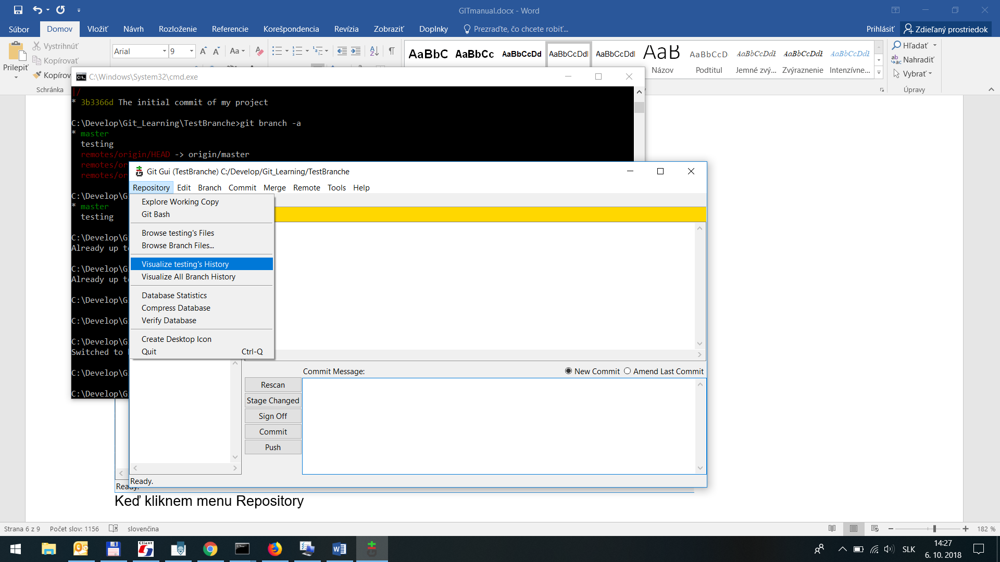 GITmanual.docx - Word
Súbor Domov Vložiť Návrh Rozloženie Referencie Korešpondencia Revízia Zobraziť Doplnky Prezraďte, čo chcete robiť... Prihlásiť Zdieľaný prostriedok
Prilepiť
Vystrihnúť
Kopírovať
Kopírov
Schránka
Arial 9 Aa
AaBbC AaBbCc AaBbCcDd AaBbCcDdI AaBbCcDdI AaB AaBbCcD AaBbCcDdE AaBbCcDdE AaBbCcDdE
Názov Podtitul Jemné zvý... Zvýraznenie Intenzívne...
Hľadať
Nahradiť
Vybrať
Úpravy
C:\Windows\System32\cmd.exe
|/
* 3b3366d The initial commit of my project
C:\Develop\Git_Learning\TestBranche>git branch -a
* master
testing
remotes/origin/HEAD -> origin/master
remotes/or
remotes/or
C:\Develop\G
* master
testing
C:\Develop\G
Already up t
C:\Develop\G
Already up t
C:\Develop\G
C:\Develop\G
C:\Develop\G
Switched to
C:\Develop\G
C:\Develop\G
Git Gui (TestBranche) C:/Develop/Git_Learning/TestBranche
Repository Edit Branch Commit Merge Remote Tools Help
Explore Working Copy
Git Bash
Browse testing's Files
Browse Branch Files...
Visualize testing's History
Visualize All Branch History
Database Statistics
Compress Database
Verify Database
Create Desktop Icon
Quit Ctrl-Q
Commit Message: New Commit Amend Last Commit
Rescan
Stage Changed
Sign Off
Commit
Push
Ready.
Ready.
Keď kliknem menu Repository
Strana 6 z 9 Počet slov: 1156 slovenčina 182 %
Client
SLK
14:27
6. 10. 2018